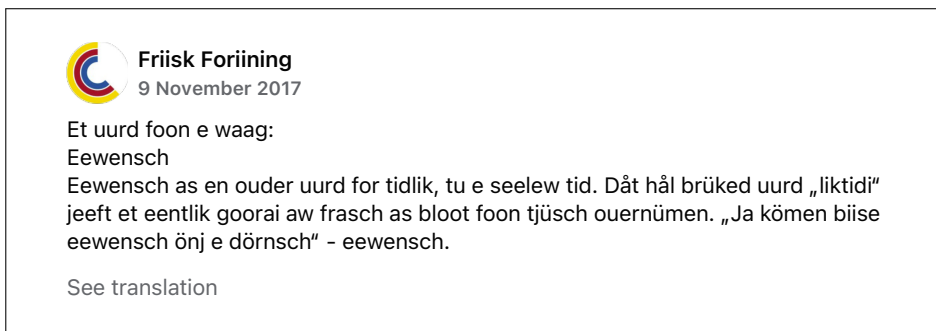 Friisk Foriining
9 November 2017
Et uurd foon e waag:
Eewensch
Eewensch as en ouder uurd for tidlik, tu e seelew tid. Dåt hål brüked uurd „liktidi“
jeeft et eentlik goorai aw frasch as bloot foon tjüsch ouernümen. „Ja kömen biise
eewensch önj e dörnsch“ - eewensch.
See translation